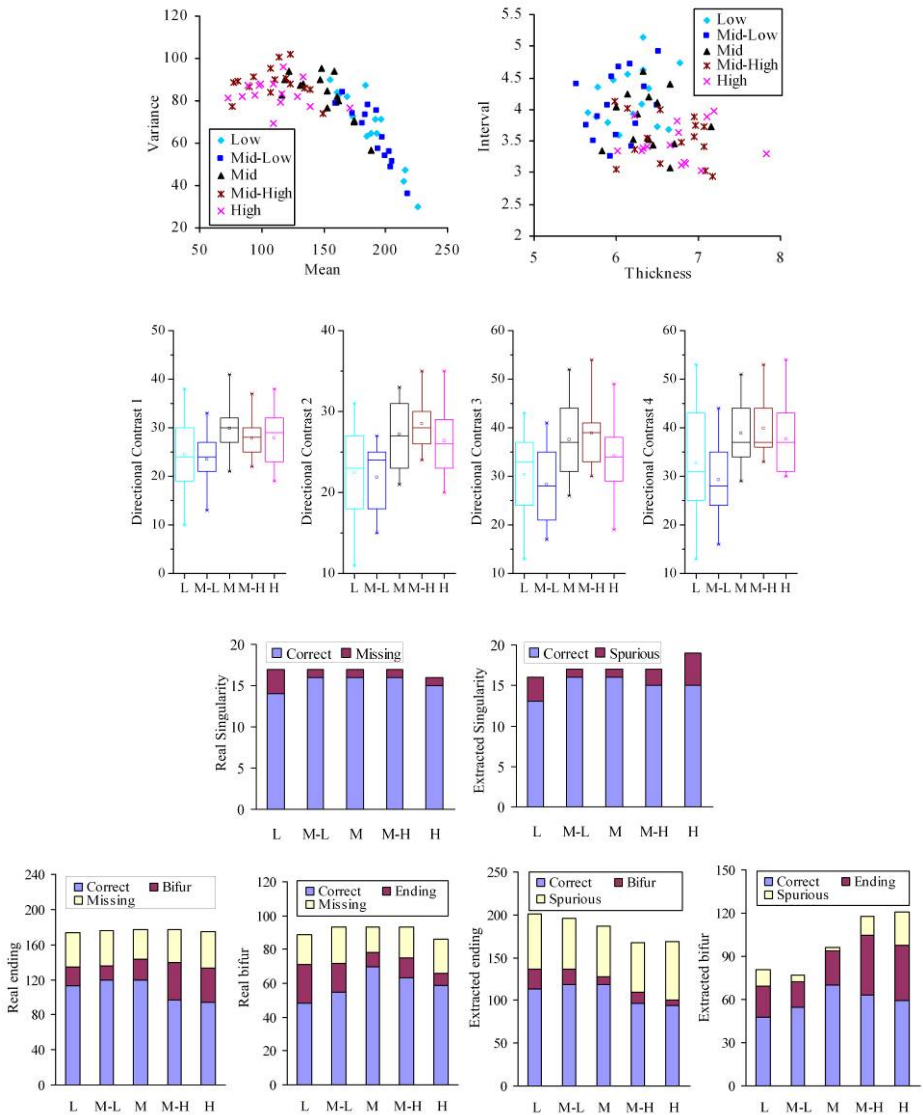 Variance
100
80
60
40
20
Low
Mid-Low
Mid
Mid-High
High
50 100 150 200 250
Mean
Interval
5.5
5
4.5
4
3.5
3
2.5
2
Low
Mid-Low
Mid
Mid-High
High
5 6 7 8
Thickness
Directional Contrast 1
50
40
30
20
10
0
L M-L M M-H H
Directional Contrast 2
40
30
20
10
L M-L M M-H H
Directional Contrast 3
60
50
40
30
20
10
L M-L M M-H H
Directional Contrast 4
60
50
40
30
20
10
L M-L M M-H H
Real Singularity
20
15
10
5
0
Correct Missing
L M-L M M-H H
Extracted Singularity
20
15
10
5
0
Correct Spurious
L M-L M M-H H
Real ending
240
200
160
120
80
40
0
Correct Bifur
Missing
L M-L M M-H H
Real bifur
120
100
80
60
40
20
0
Correct Ending
Missing
L M-L M M-H H
Extracted ending
250
200
150
100
50
0
Correct Bifur
Spurious
L M-L M M-H H
Extracted bifur
150
120
90
60
30
0
Correct Ending
Spurious
L M-L M M-H H